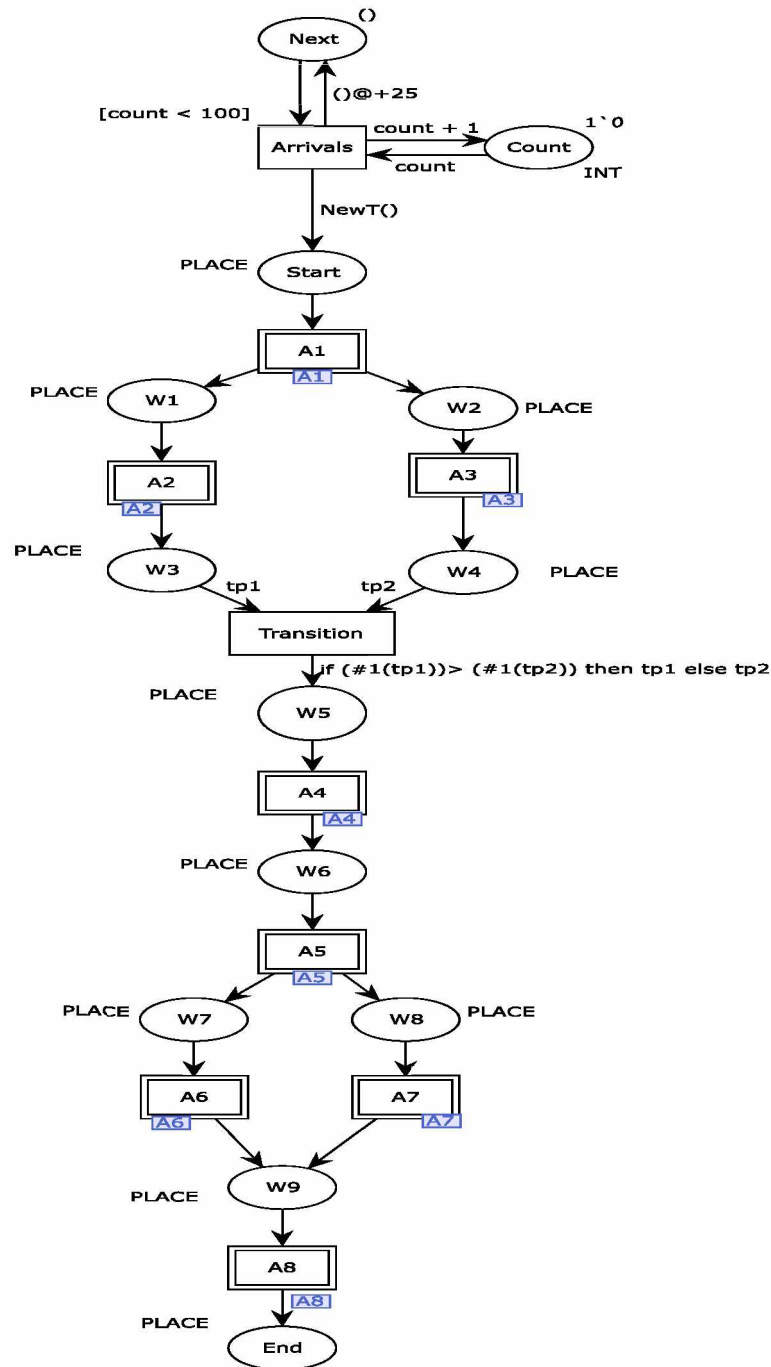 ()
Next
()@+25
[count < 100]
count + 1
1`0
Arrivals
Count
count
INT
NewT()
PLACE
Start
A1
A1
PLACE
W1
W2
PLACE
A2
A3
A2
A3
PLACE
W3
W4
PLACE
tp1
tp2
Transition
if (#1(tp1))> (#1(tp2)) then tp1 else tp2
PLACE
W5
A4
A4
PLACE
W6
A5
A5
PLACE
W7
W8
PLACE
A6
A7
A6
A7
W9
PLACE
A8
A8
PLACE
End